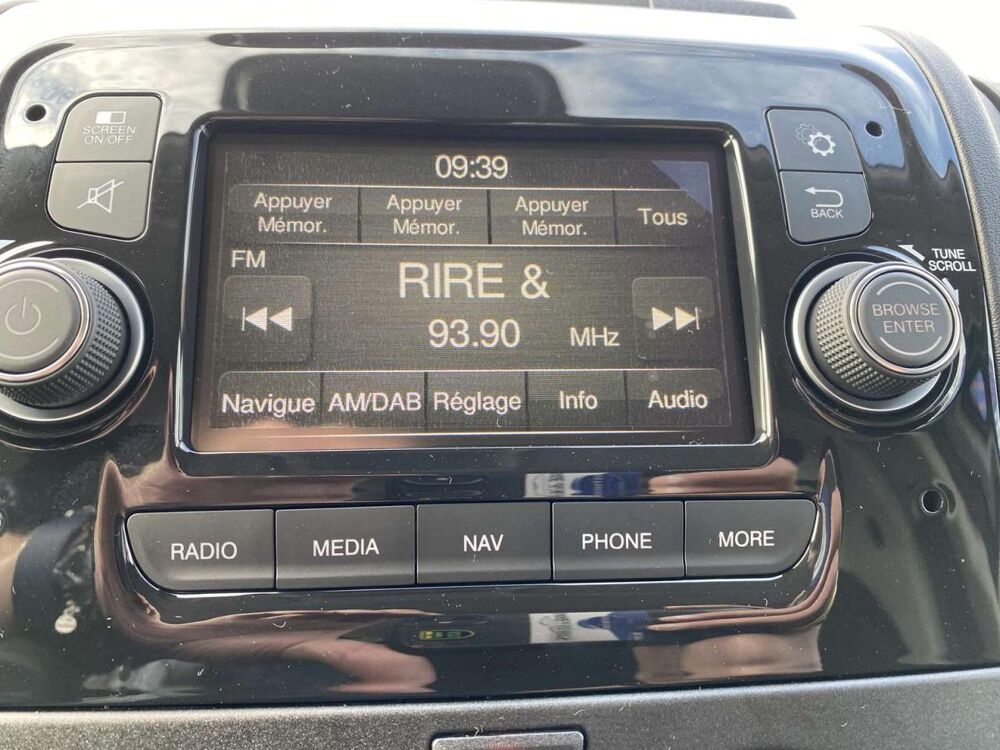 SCREEN
ON/OFF
09:39
Appuyer Mémor.
Appuyer Mémor.
Appuyer Mémor.
Tous
BACK
FM
RIRE &
93.90 MHz
TUNE
SCROLL
BROWSE
ENTER
Navigue
AM/DAB
Réglage
Info
Audio
RADIO
MEDIA
NAV
PHONE
MORE